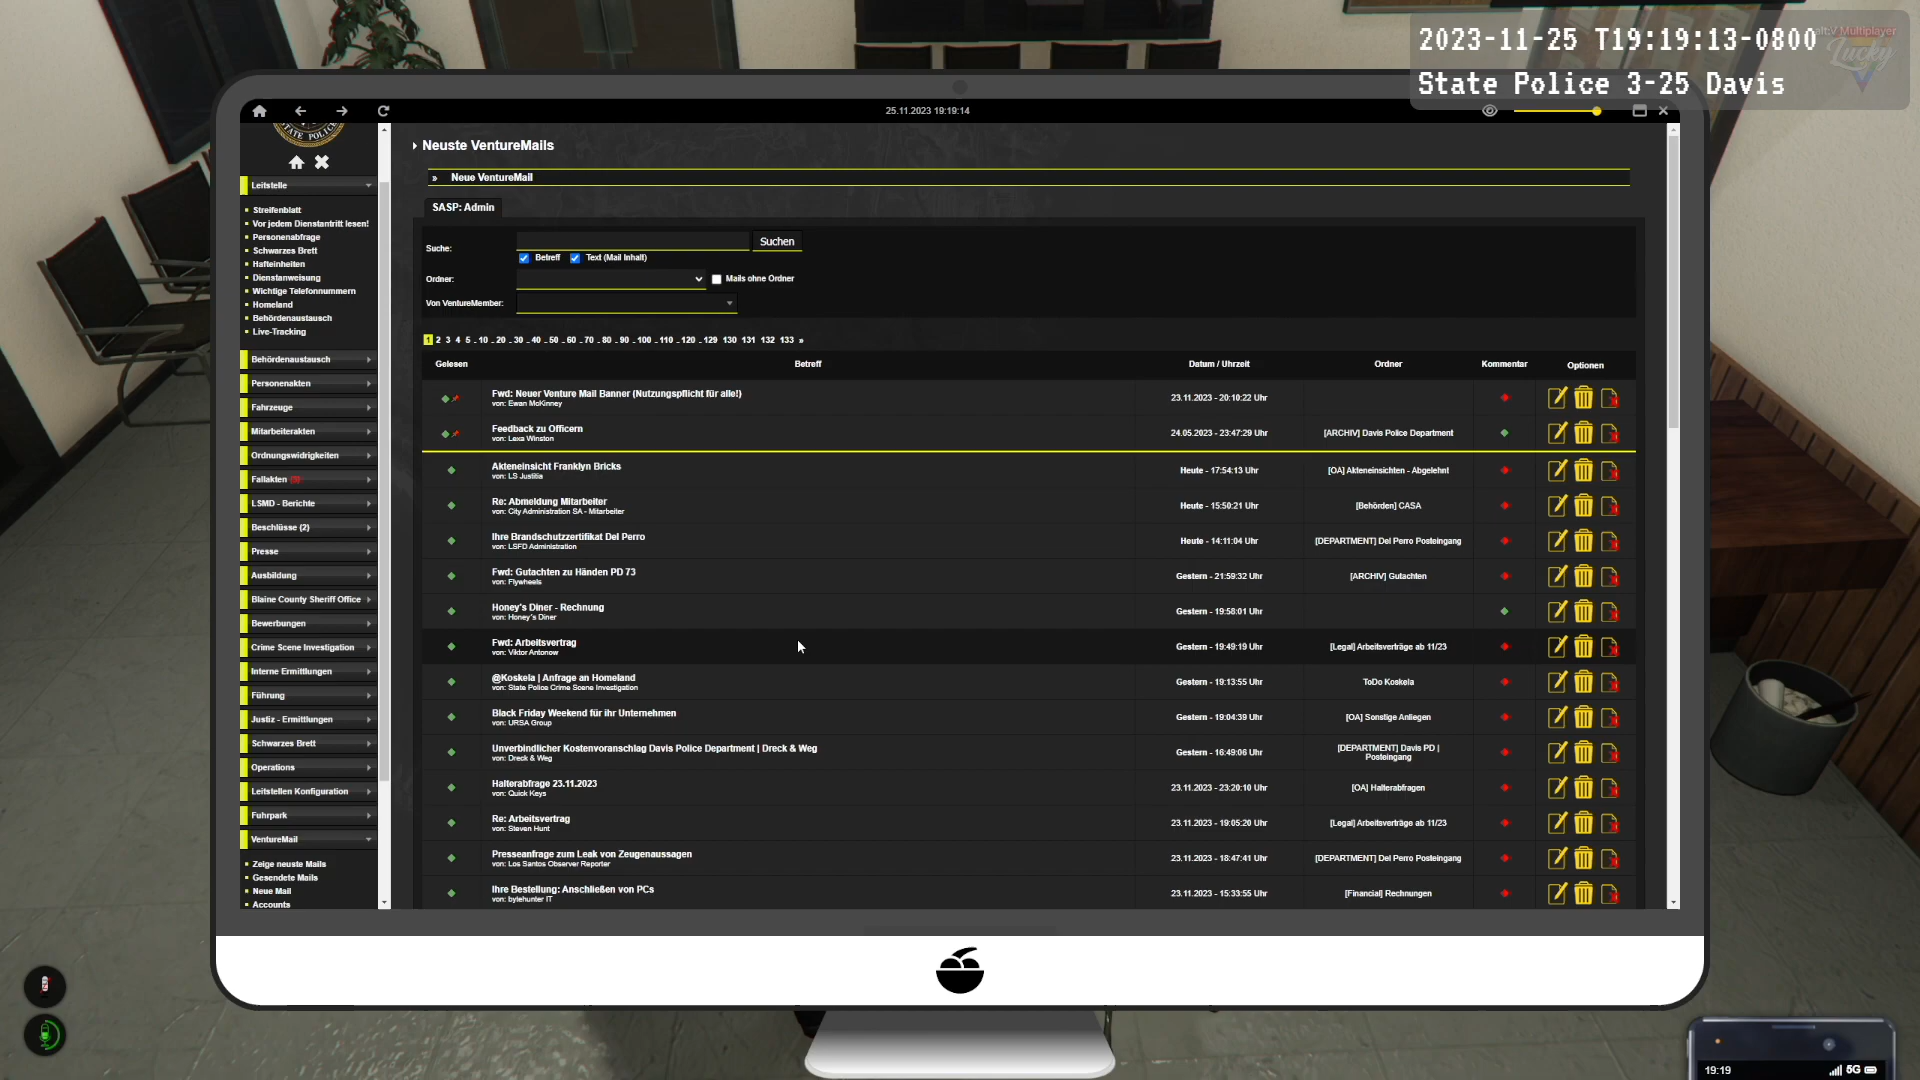 2023-11-25 T19:19:13-0800
alt:V Multiplayer
Lucky
State Police 3-25 Davis
25.11.2023 19:19:14
STATE POLICE
Leitstelle
Streifenblatt
Vor jedem Dienstantritt lesen!
Personenabfrage
Schwarzes Brett
Hafteinheiten
Dienstanweisung
Wichtige Telefonnummern
Homeland
Behördenaustausch
Live-Tracking
Behördenaustausch
Personenakten
Fahrzeuge
Mitarbeiterakten
Ordnungswidrigkeiten
Fallakten
LSMD - Berichte
Beschlüsse (2)
Presse
Ausbildung
Blaine County Sheriff Office
Bewerbungen
Crime Scene Investigation
Interne Ermittlungen
Führung
Justiz - Ermittlungen
Schwarzes Brett
Operations
Leitstellen Konfiguration
Fuhrpark
VentureMail
Zeige neuste Mails
Gesendete Mails
Neue Mail
Accounts
Neuste VentureMails
» Neue VentureMail
SASP: Admin
Suche: Suchen
Betreff Text (Mail Inhalt)
Ordner: Mails ohne Ordner
Von VentureMember:
1 2 3 4 5 .. 10 .. 20 .. 30 .. 40 .. 50 .. 60 .. 70 .. 80 .. 90 .. 100 .. 110 .. 120 .. 129 130 131 132 133 »
Gelesen Betreff Datum / Uhrzeit Ordner Kommentar Optionen
Fwd: Neuer Venture Mail Banner (Nutzungspflicht für alle!) 23.11.2023 - 20:10:22 Uhr
von: Ewan McKinney
Feedback zu Officern 24.05.2023 - 23:47:29 Uhr [ARCHIV] Davis Police Department
von: Lexa Winston
Akteneinsicht Franklyn Bricks Heute - 17:54:13 Uhr [OA] Akteneinsichten - Abgelehnt
von: LS Justitia
Re: Abmeldung Mitarbeiter Heute - 15:50:21 Uhr [Behörden] CASA
von: City Administration SA - Mitarbeiter
Ihre Brandschutzzertifikat Del Perro Heute - 14:11:04 Uhr [DEPARTMENT] Del Perro Posteingang
von: LSFD Administration
Fwd: Gutachten zu Händen PD 73 Gestern - 21:59:32 Uhr [ARCHIV] Gutachten
von: Flywheels
Honey's Diner - Rechnung Gestern - 19:58:01 Uhr
von: Honey's Diner
Fwd: Arbeitsvertrag Gestern - 19:49:19 Uhr [Legal] Arbeitsverträge ab 11/23
von: Viktor Antonow
@Koskela | Anfrage an Homeland Gestern - 19:13:55 Uhr ToDo Koskela
von: State Police Crime Scene Investigation
Black Friday Weekend für ihr Unternehmen Gestern - 19:04:39 Uhr [OA] Sonstige Anliegen
von: URSA Group
Unverbindlicher Kostenvoranschlag Davis Police Department | Dreck & Weg Gestern - 16:49:06 Uhr [DEPARTMENT] Davis PD |
von: Dreck & Weg Posteingang
Halterabfrage 23.11.2023 23.11.2023 - 23:20:10 Uhr [OA] Halterabfragen
von: Quick Keys
Re: Arbeitsvertrag 23.11.2023 - 19:05:20 Uhr [Legal] Arbeitsverträge ab 11/23
von: Steven Hunt
Presseanfrage zum Leak von Zeugenaussagen 23.11.2023 - 18:47:41 Uhr [DEPARTMENT] Del Perro Posteingang
von: Los Santos Observer Reporter
Ihre Bestellung: Anschließen von PCs 23.11.2023 - 15:33:55 Uhr [Financial] Rechnungen
von: bytehunter IT
19:19 5G